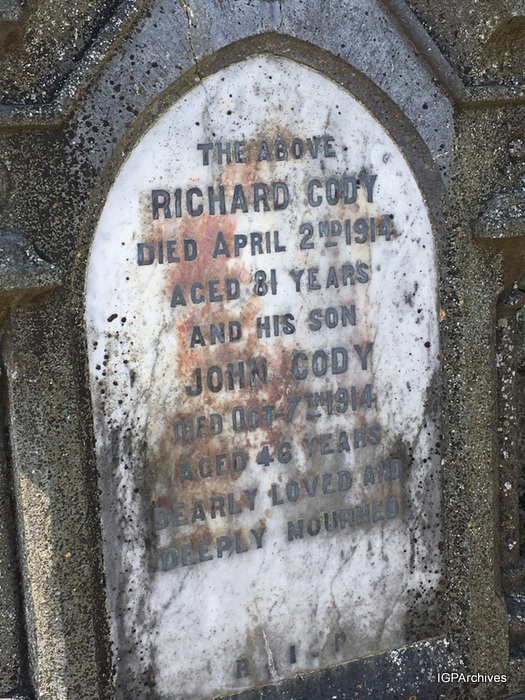 THE ABOVE
RICHARD CODY
DIED APRIL 2ND 1914
AGED 81 YEARS
AND HIS SON
JOHN CODY
DIED OCT 7TH 1914
AGED 46 YEARS
DEARLY LOVED AND
DEEPLY MOURNED
R I P
IGPArchives